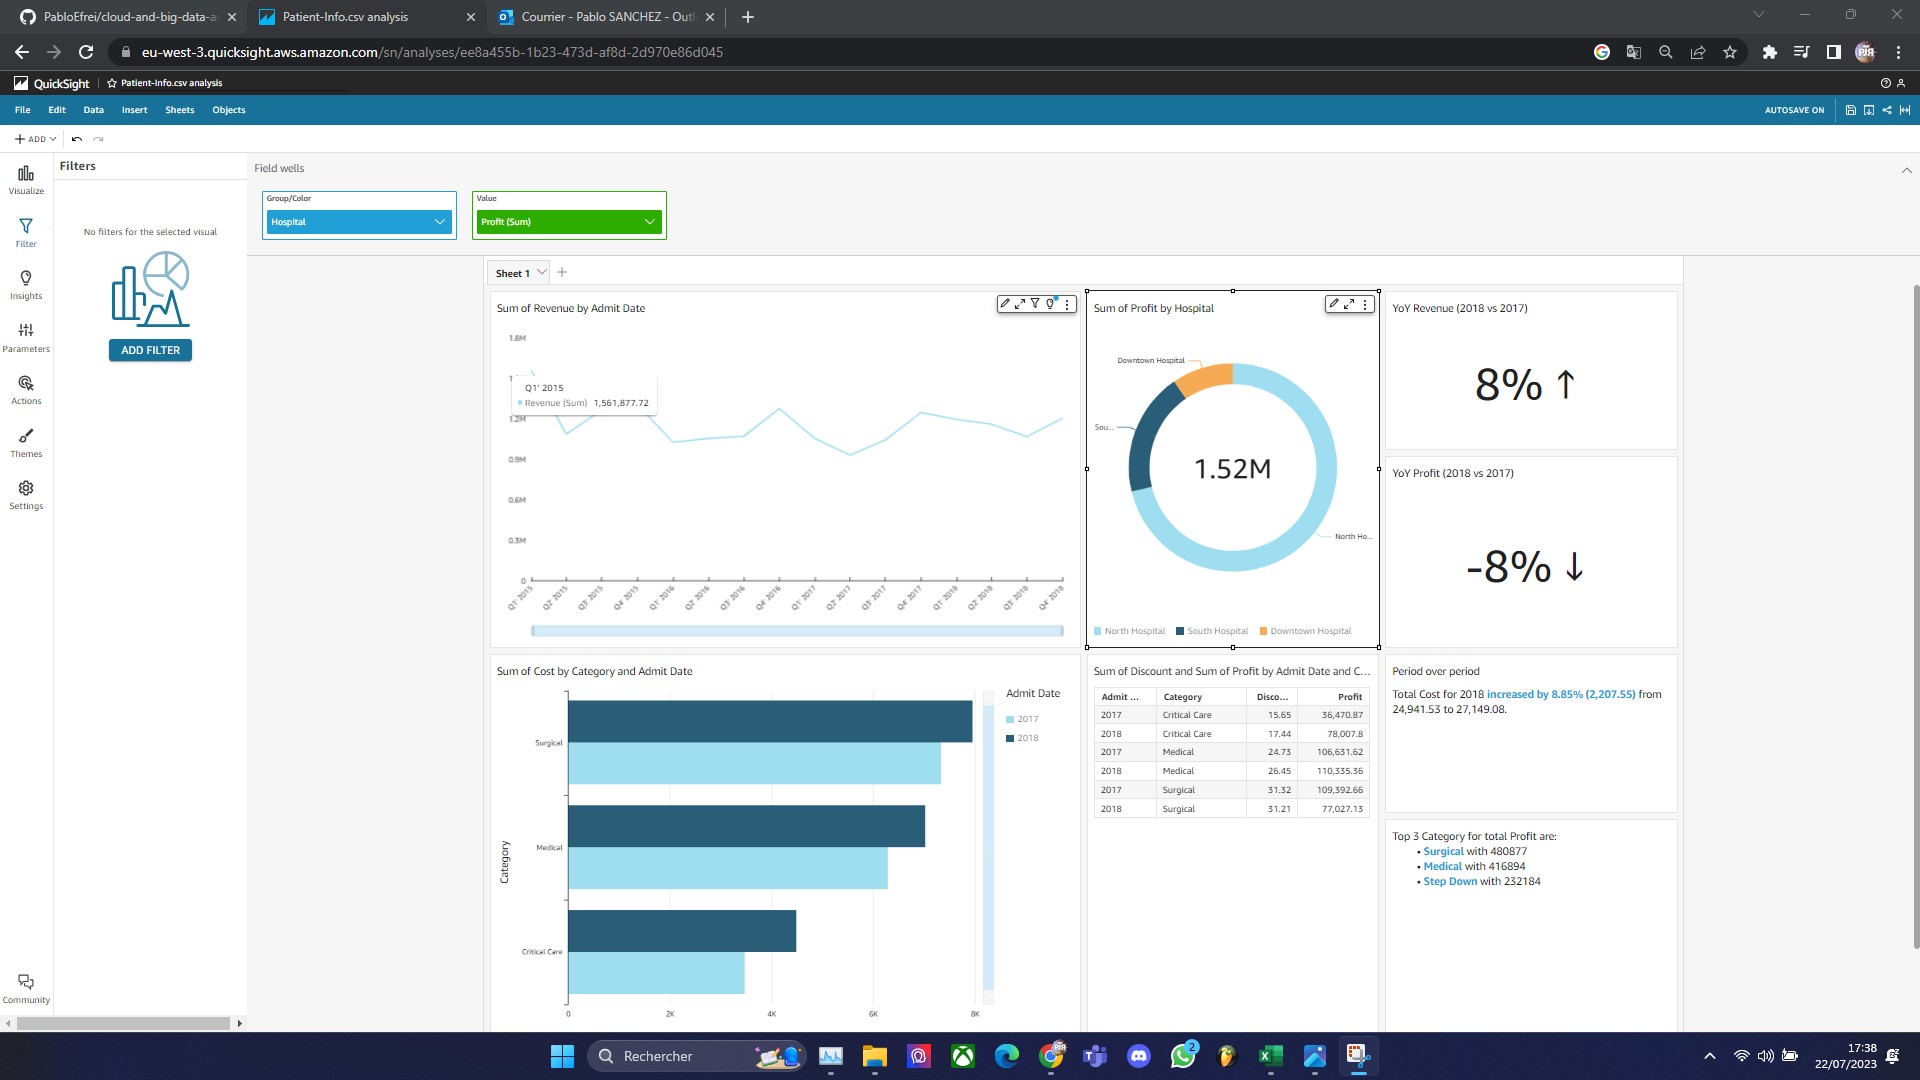 PabloEfrei/cloud-and-big-data-a
Patient-Info.csv analysis
Courrier - Pablo SANCHEZ - Outl
eu-west-3.quicksight.aws.amazon.com/sn/analyses/ee8a455b-1b23-473d-af8d-2d970e86d045
QuickSight
Patient-Info.csv analysis
File Edit Data Insert Sheets Objects
AUTOSAVE ON
ADD
Visualize
Filter
Insights
Parameters
Actions
Themes
Settings
Community
Filters
No filters for the selected visual
ADD FILTER
Field wells
Group/Color
Hospital
Value
Profit (Sum)
Sheet 1
Sum of Revenue by Admit Date
1.8M
Q1' 2015
Revenue (Sum) 1,561,877.72
1.2M
0.9M
0.6M
0.3M
0
Q1' 2015 Q2' 2015 Q3' 2015 Q4' 2015 Q1' 2016 Q2' 2016 Q3' 2016 Q4' 2016 Q1' 2017 Q2' 2017 Q3' 2017 Q4' 2017 Q1' 2018 Q2' 2018 Q3' 2018 Q4' 2018
Sum of Profit by Hospital
Downtown Hospital
Sou...
1.52M
North Ho...
North Hospital South Hospital Downtown Hospital
YoY Revenue (2018 vs 2017)
8% ↑
YoY Profit (2018 vs 2017)
-8% ↓
Sum of Cost by Category and Admit Date
Admit Date
2017
2018
Category
Surgical
Medical
Critical Care
0 2K 4K 6K 8K
Sum of Discount and Sum of Profit by Admit Date and C...
Admit ... Category Disco... Profit
2017 Critical Care 15.65 36,470.87
2018 Critical Care 17.44 78,007.8
2017 Medical 24.73 106,631.62
2018 Medical 26.45 110,335.36
2017 Surgical 31.32 109,392.66
2018 Surgical 31.21 77,027.13
Period over period
Total Cost for 2018 increased by 8.85% (2,207.55) from
24,941.53 to 27,149.08.
Top 3 Category for total Profit are:
• Surgical with 480877
• Medical with 416894
• Step Down with 232184
Rechercher
2
17:38
22/07/2023